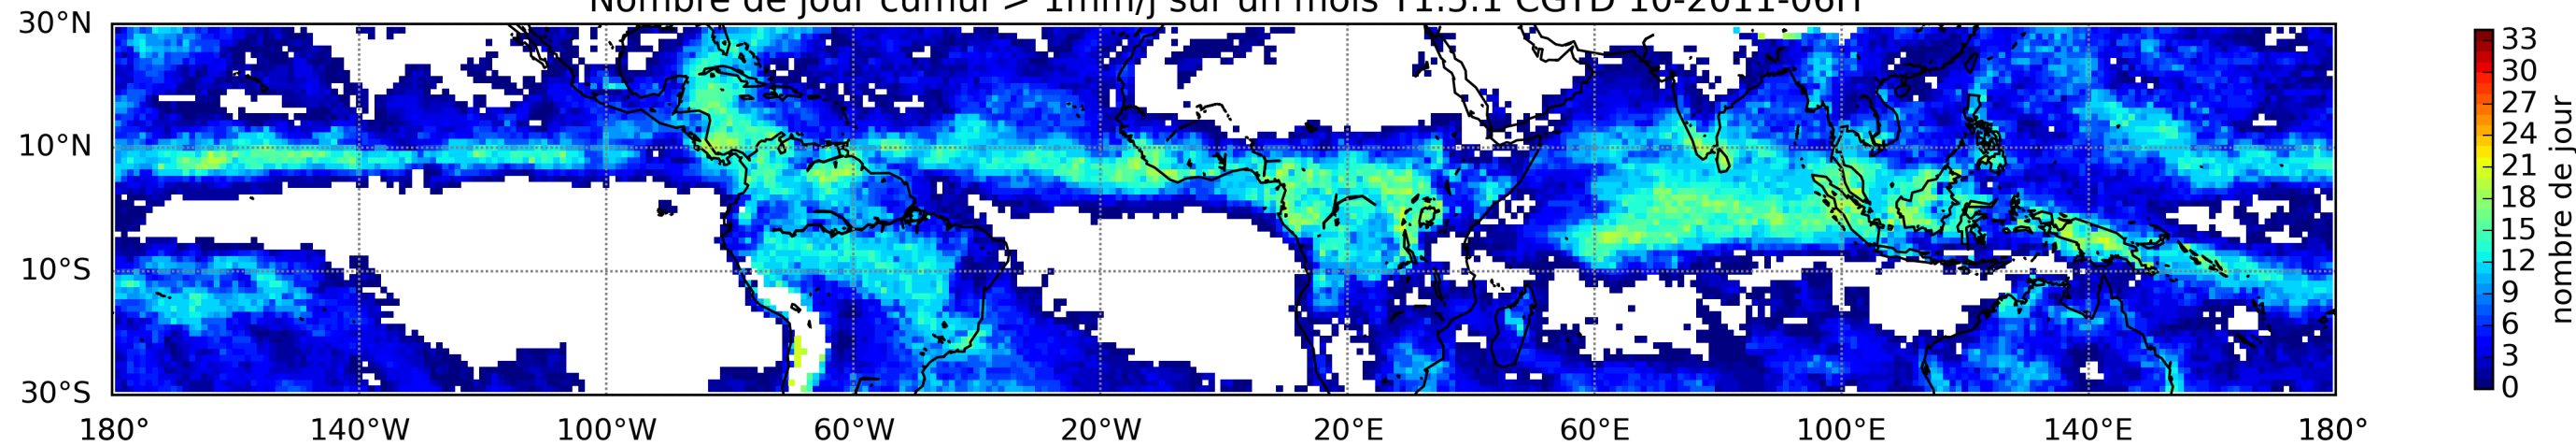 Nombre de jour cumul > 1mm/j sur un mois T1.5.1 CGTD 10-2011-06H
30°N
10°N
10°S
30°S
180°
140°W
100°W
60°W
20°W
20°E
60°E
100°E
140°E
180°
33
30
27
24
21
18
15
12
9
6
3
0
nombre de jour